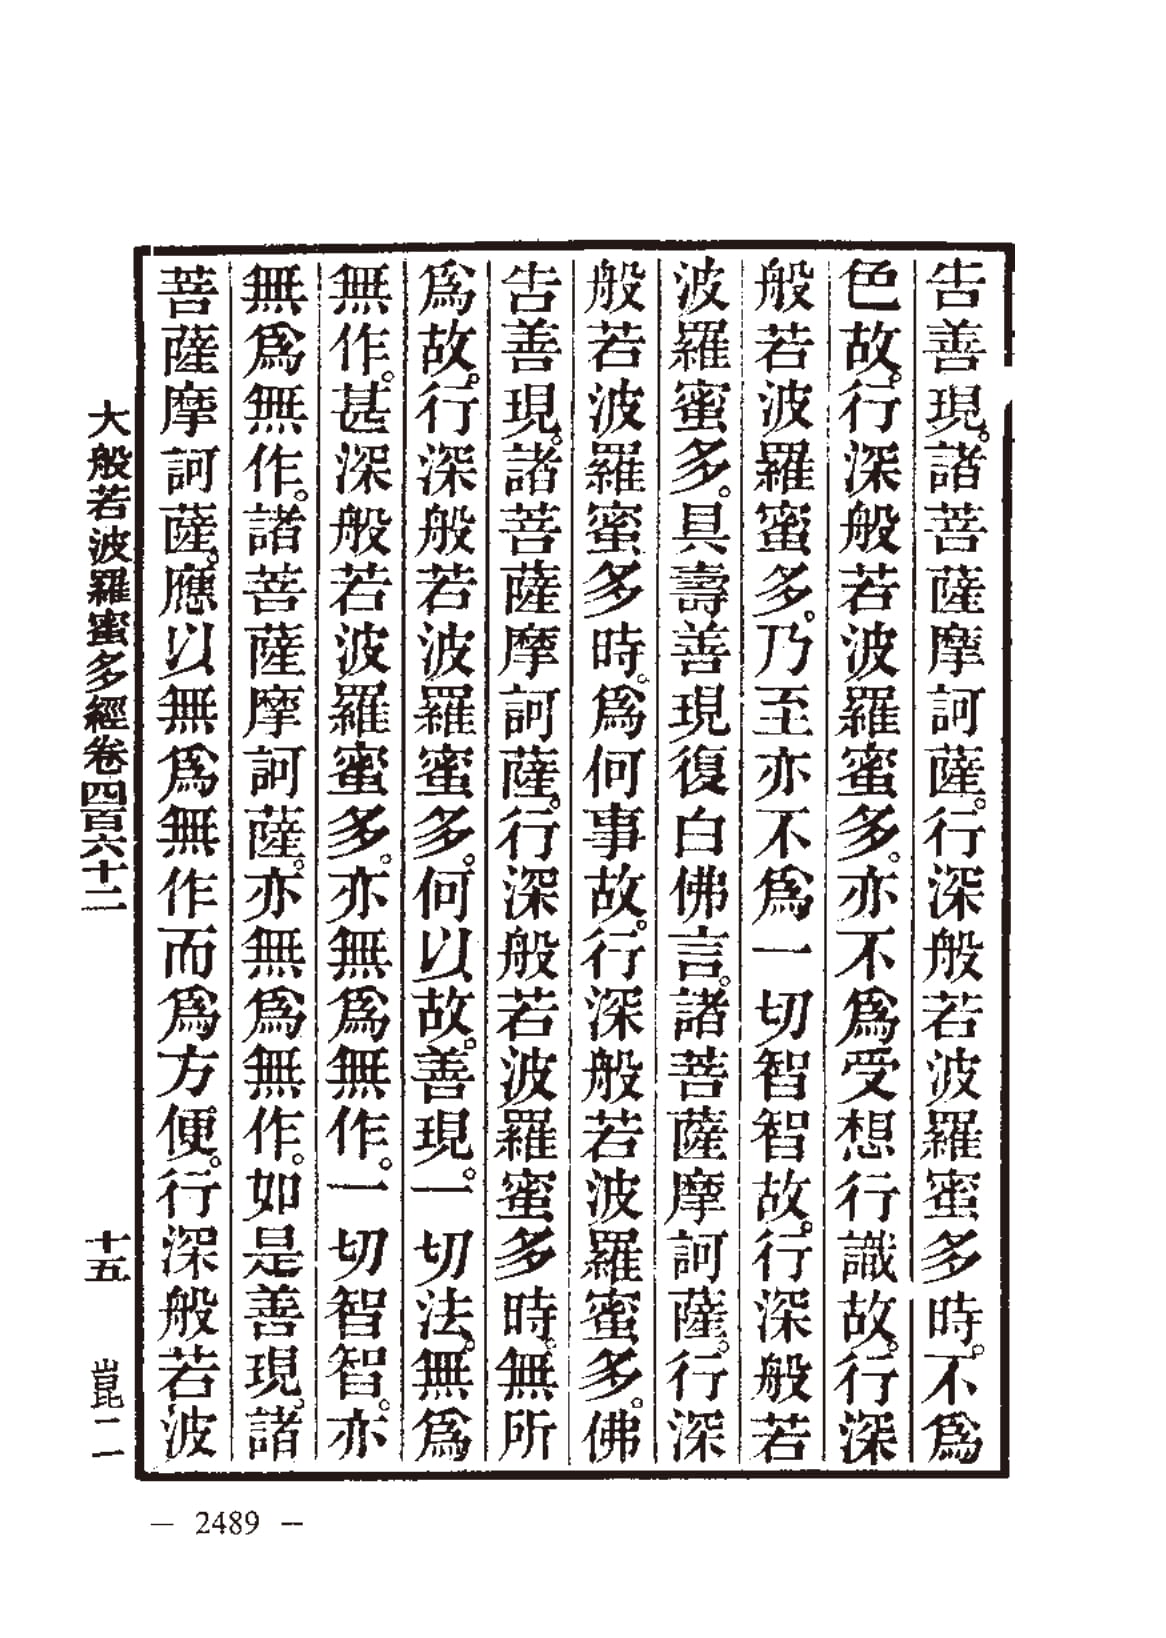 告善現。諸菩薩摩訶薩。行深般若波羅蜜多時。不爲
色故。行深般若波羅蜜多。亦不爲受想行識故。行深
般若波羅蜜多。乃至亦不爲一切智智故。行深般若
波羅蜜多。具壽善現復白佛言。諸菩薩摩訶薩。行深
般若波羅蜜多時。爲何事故。行深般若波羅蜜多。佛
告善現。諸菩薩摩訶薩。行深般若波羅蜜多時。無所
爲故。行深般若波羅蜜多。何以故。善現。一切法。無爲
無作。甚深般若波羅蜜多。亦無爲無作。一切智智。亦
無爲無作。諸菩薩摩訶薩。亦無爲無作。如是善現。諸
菩薩摩訶薩。應以無爲無作而爲方便。行深般若波
大般若波羅蜜多經卷四百六十二 十五 崑二
— 2489 —